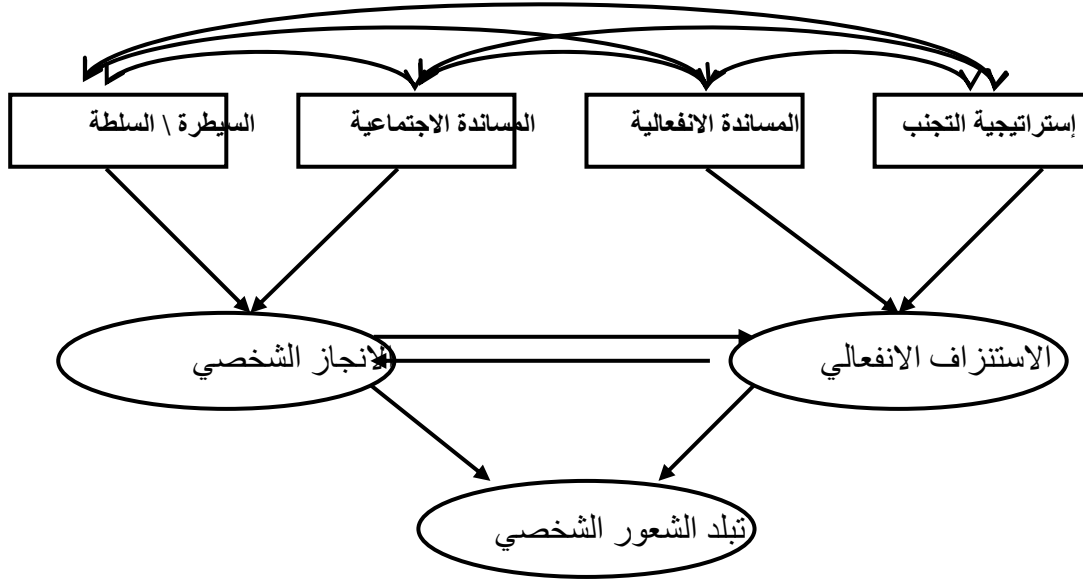 إستراتيجية التجنب
المساندة الانفعالية
المساندة الاجتماعية
السيطرة \ السلطة
الاستنزاف الانفعالي
الانجاز الشخصي
تبلد الشعور الشخصي